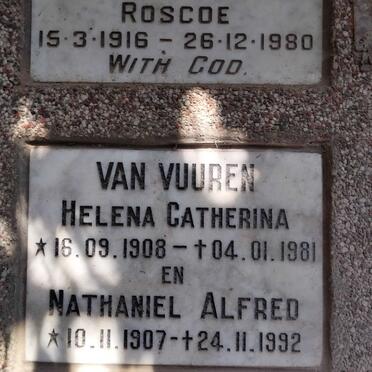 ROSCOE
15·3·1916 – 26·12·1980
WITH GOD.
VAN VUUREN
HELENA CATHERINA
★16.09.1908 – †04.01.1981
EN
NATHANIEL ALFRED
★10.11.1907-†24.11.1992